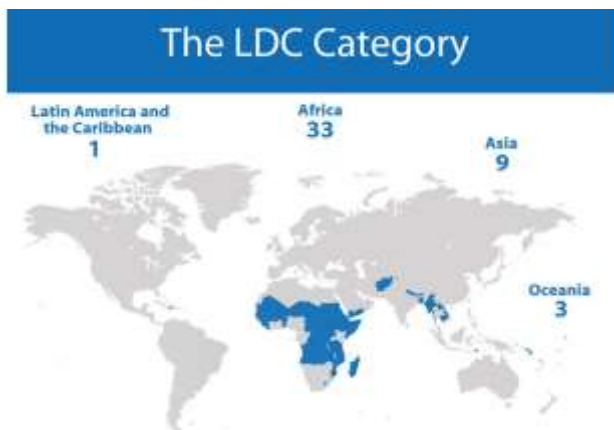 The LDC Category
Latin America and
the Caribbean
1
Africa
33
Asia
9
Oceania
3